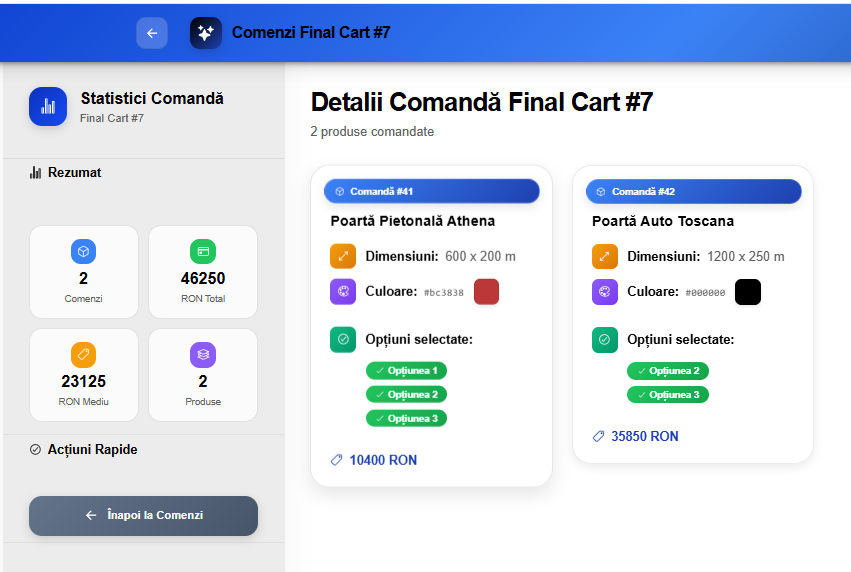 Comenzi Final Cart #7
Statistici Comandă
Final Cart #7
Rezumat
2
Comenzi
46250
RON Total
23125
RON Mediu
2
Produse
Acțiuni Rapide
Înapoi la Comenzi
Detalii Comandă Final Cart #7
2 produse comandate
Comandă #41
Poartă Pietonală Athena
Dimensiuni: 600 x 200 m
Culoare: #bc3838
Opțiuni selectate:
Opțiunea 1
Opțiunea 2
Opțiunea 3
10400 RON
Comandă #42
Poartă Auto Toscana
Dimensiuni: 1200 x 250 m
Culoare: #000000
Opțiuni selectate:
Opțiunea 2
Opțiunea 3
35850 RON